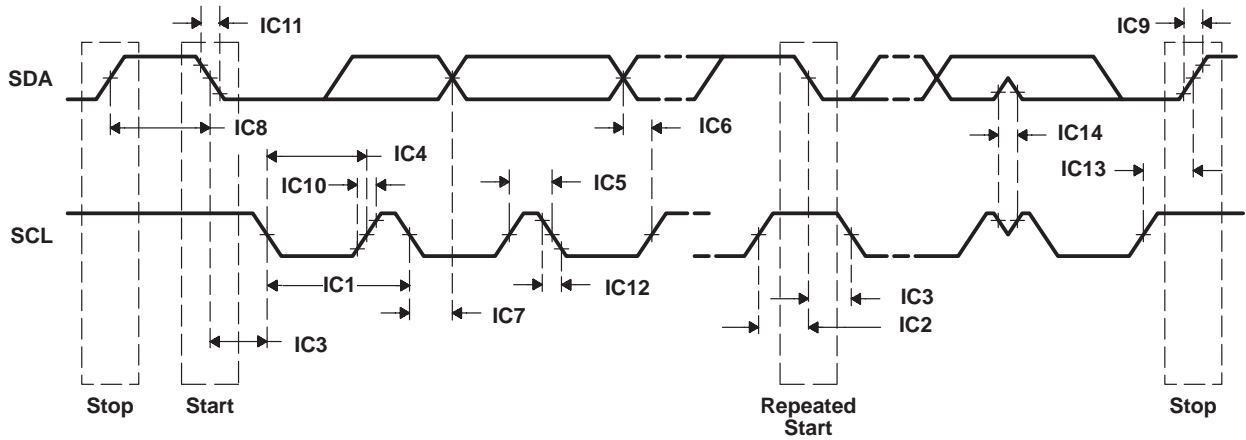 IC11
IC9
SDA
IC8
IC6
IC14
IC4
IC10
IC5
IC13
SCL
IC1
IC12
IC7
IC3
IC3
IC2
Stop
Start
Repeated
Start
Stop